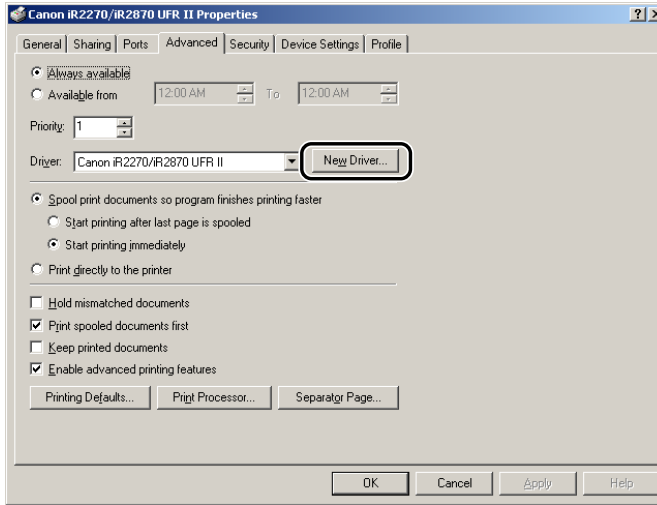 Canon iR2270/iR2870 UFR II Properties
General Sharing Ports Advanced Security Device Settings Profile
Always available
Available from 12:00 AM To 12:00 AM
Priority: 1
Driver: Canon iR2270/iR2870 UFR II New Driver...
Spool print documents so program finishes printing faster
Start printing after last page is spooled
Start printing immediately
Print directly to the printer
Hold mismatched documents
Print spooled documents first
Keep printed documents
Enable advanced printing features
Printing Defaults... Print Processor... Separator Page...
OK Cancel Apply Help